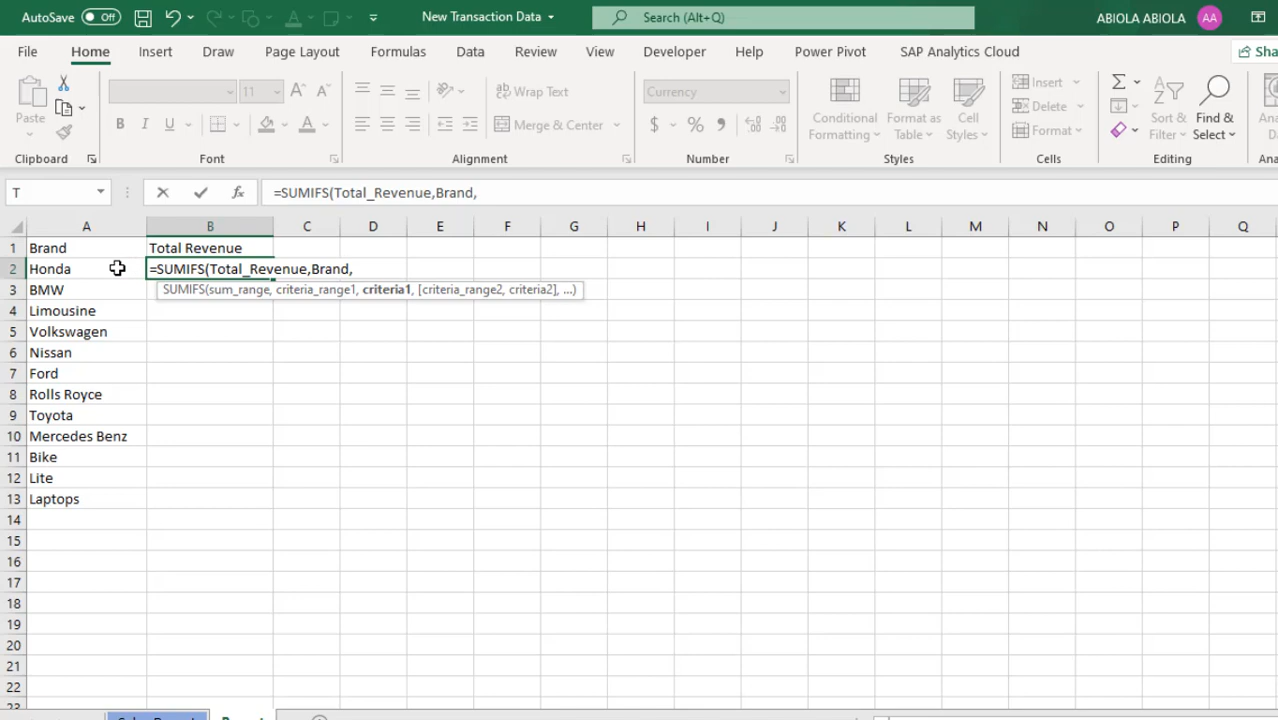 AutoSave Off New Transaction Data Search (Alt+Q) ABIOLA ABIOLA AA
File Home Insert Draw Page Layout Formulas Data Review View Developer Help Power Pivot SAP Analytics Cloud
Paste 11 Wrap Text Currency Conditional Formatting Format as Table Cell Styles Insert Sort & Filter Find & Select
B I U Merge & Center $ % Delete
Format
Clipboard Font Alignment Number Styles Cells Editing
T fx =SUMIFS(Total_Revenue,Brand,
A B C D E F G H I J K L M N O P Q
1 Brand Total Revenue
2 Honda =SUMIFS(Total_Revenue,Brand,
3 BMW SUMIFS(sum_range, criteria_range1, criteria1, [criteria_range2, criteria2], ...)
4 Limousine
5 Volkswagen
6 Nissan
7 Ford
8 Rolls Royce
9 Toyota
10 Mercedes Benz
11 Bike
12 Lite
13 Laptops
14
15
16
17
18
19
20
21
22
23